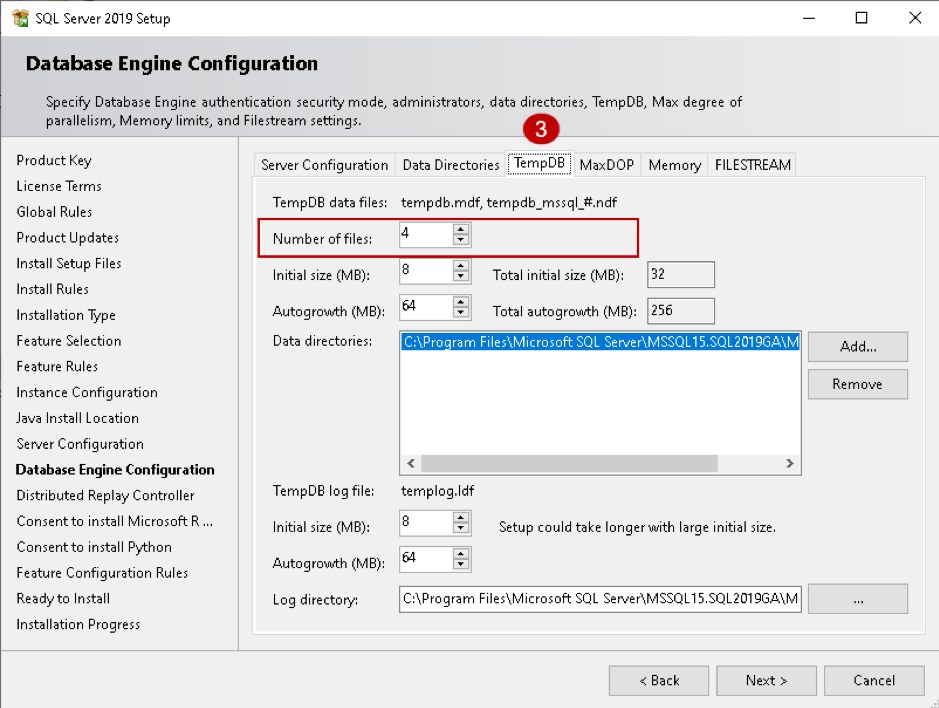 SQL Server 2019 Setup
Database Engine Configuration
Specify Database Engine authentication security mode, administrators, data directories, TempDB, Max degree of
parallelism, Memory limits, and Filestream settings.
3
Product Key
License Terms
Global Rules
Product Updates
Install Setup Files
Install Rules
Installation Type
Feature Selection
Feature Rules
Instance Configuration
Java Install Location
Server Configuration
Database Engine Configuration
Distributed Replay Controller
Consent to install Microsoft R ...
Consent to install Python
Feature Configuration Rules
Ready to Install
Installation Progress
Server Configuration Data Directories TempDB MaxDOP Memory FILESTREAM
TempDB data files: tempdb.mdf, tempdb_mssql_#.ndf
Number of files: 4
Initial size (MB): 8 Total initial size (MB): 32
Autogrowth (MB): 64 Total autogrowth (MB): 256
Data directories: C:\Program Files\Microsoft SQL Server\MSSQL15.SQL2019GA\M Add...
Remove
TempDB log file: templog.ldf
Initial size (MB): 8 Setup could take longer with large initial size.
Autogrowth (MB): 64
Log directory: C:\Program Files\Microsoft SQL Server\MSSQL15.SQL2019GA\M ...
< Back Next > Cancel